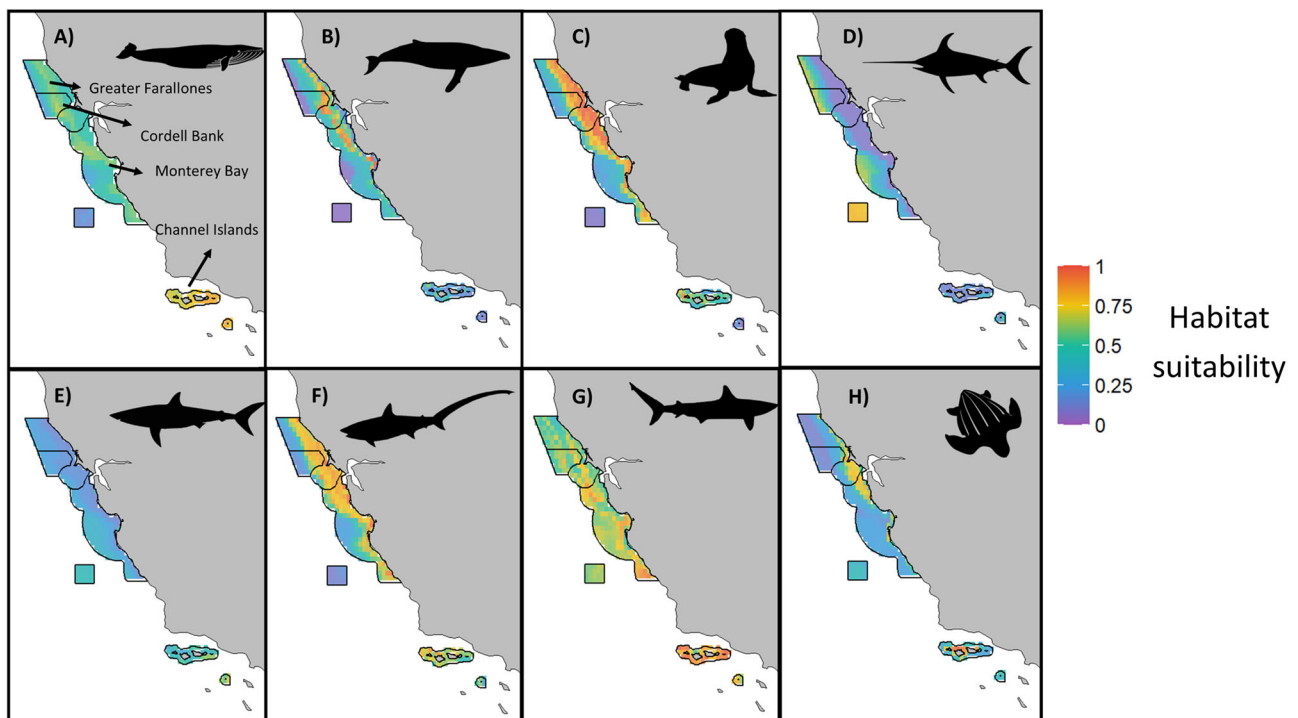 A)
B)
C)
D)
Greater Farallones
Cordell Bank
Monterey Bay
Channel Islands
1
0.75
0.5
0.25
0
Habitat
suitability
E)
F)
G)
H)